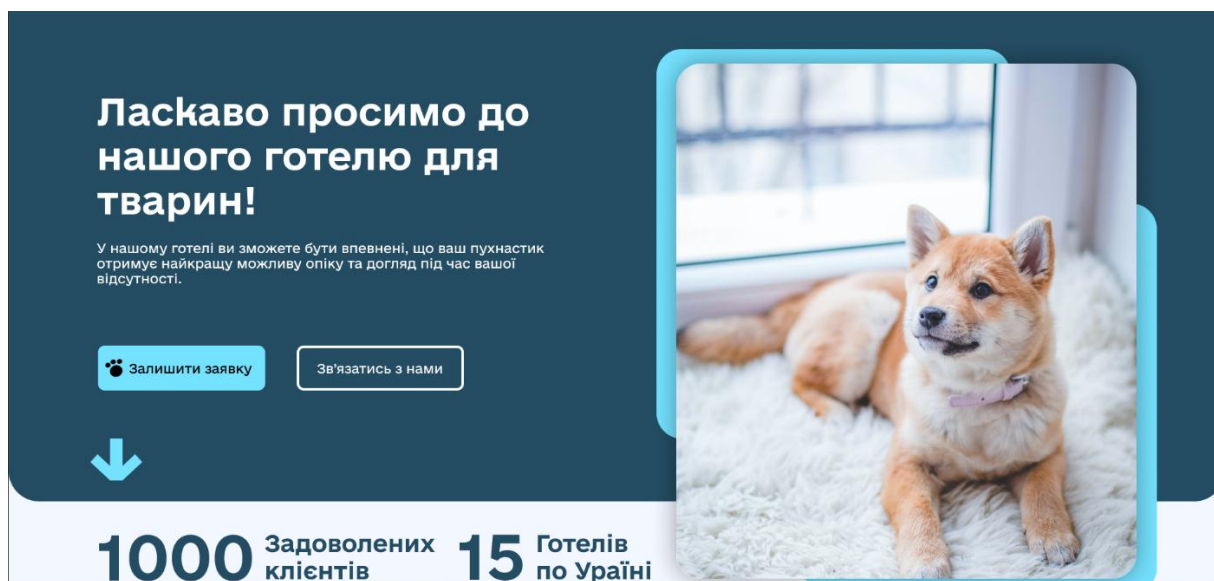 Ласкаво просимо до
нашого готелю для
тварин!
У нашому готелі ви зможете бути впевнені, що ваш пухнастик
отримує найкращу можливу опіку та догляд під час вашої
відсутності.
Залишити заявку
Зв'язатись з нами
1000 Задоволених
клієнтів
15 Готелів
по Ураїні